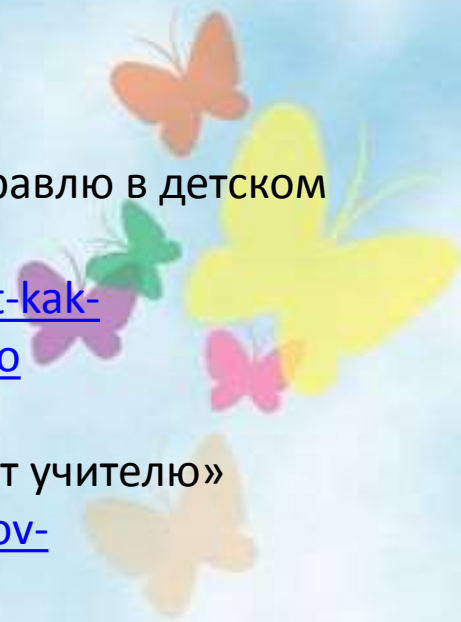 равлю в детском
t-kak-
o
т учителю»
ov-